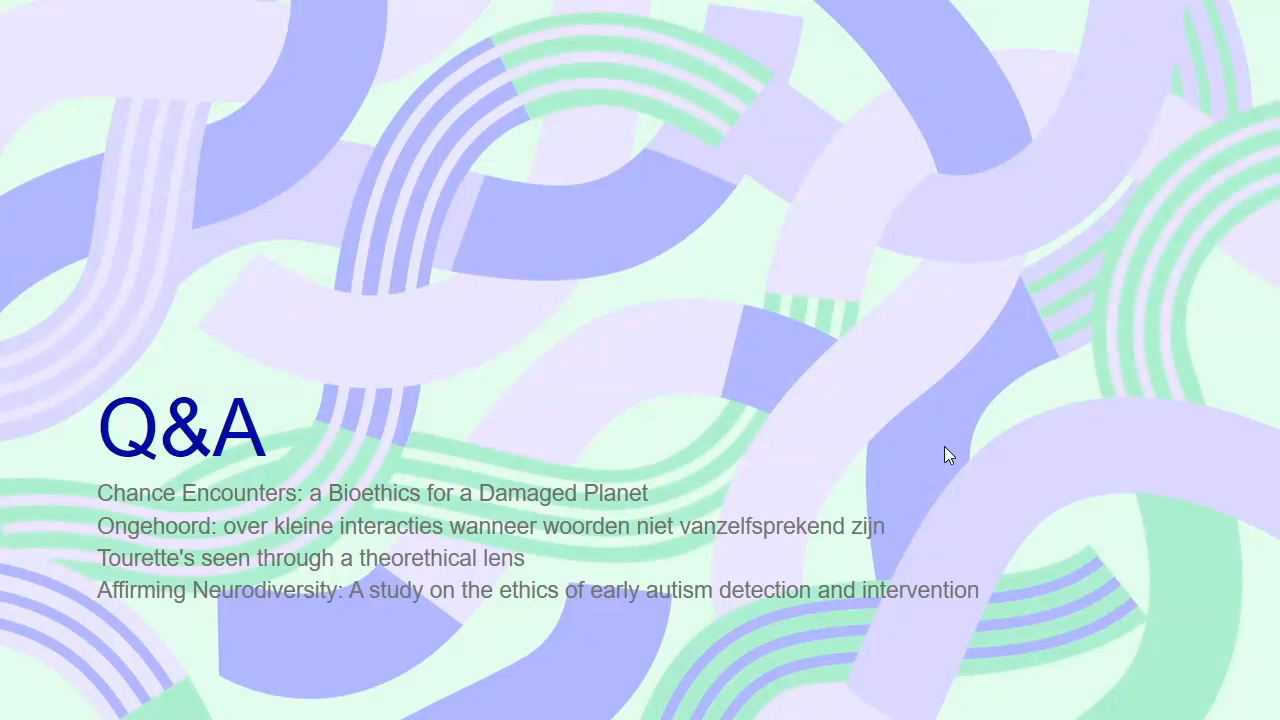 Q&A
Chance Encounters: a Bioethics for a Damaged Planet
Ongehoord: over kleine interacties wanneer woorden niet vanzelfsprekend zijn
Tourette's seen through a theorethical lens
Affirming Neurodiversity: A study on the ethics of early autism detection and intervention